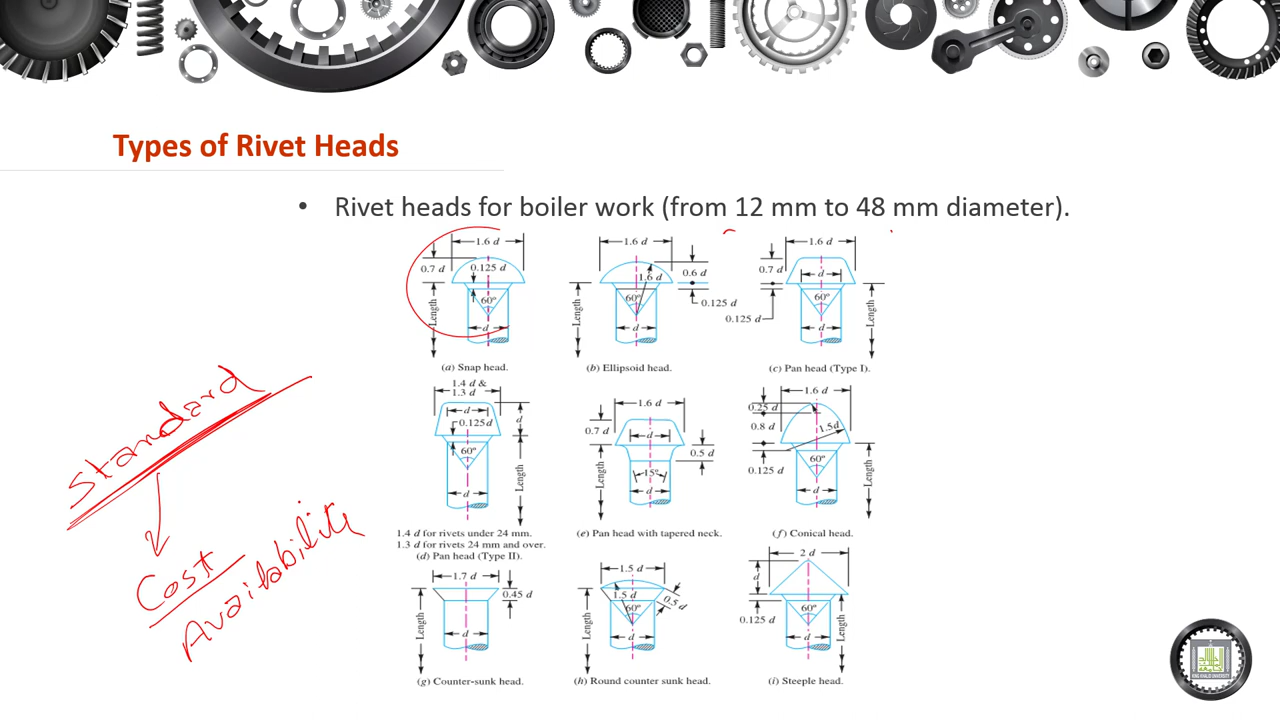 Types of Rivet Heads
• Rivet heads for boiler work (from 12 mm to 48 mm diameter).
1.6 d
0.7 d
0.125 d
60°
d
Length
(a) Snap head.
1.6 d
1.6 d
0.6 d
0.125 d
60°
d
Length
(b) Ellipsoid head.
1.6 d
0.7 d
d
0.125 d
60°
d
Length
(c) Pan head (Type I).
1.4 d &
1.3 d
d
d
0.125 d
60°
d
Length
1.4 d for rivets under 24 mm.
1.3 d for rivets 24 mm and over.
(d) Pan head (Type II).
1.6 d
0.7 d
d
0.5 d
15°
d
Length
(e) Pan head with tapered neck.
1.6 d
0.25 d
0.8 d
1.5d
0.125 d
60°
d
Length
(f) Conical head.
1.7 d
0.45 d
d
Length
(g) Counter-sunk head.
1.5 d
1.5 d
0.5 d
60°
d
Length
(h) Round counter sunk head.
2 d
d
0.125 d
60°
d
Length
(i) Steeple head.
Standard
Cost
Availabilite
KING KHALID UNIVERSITY